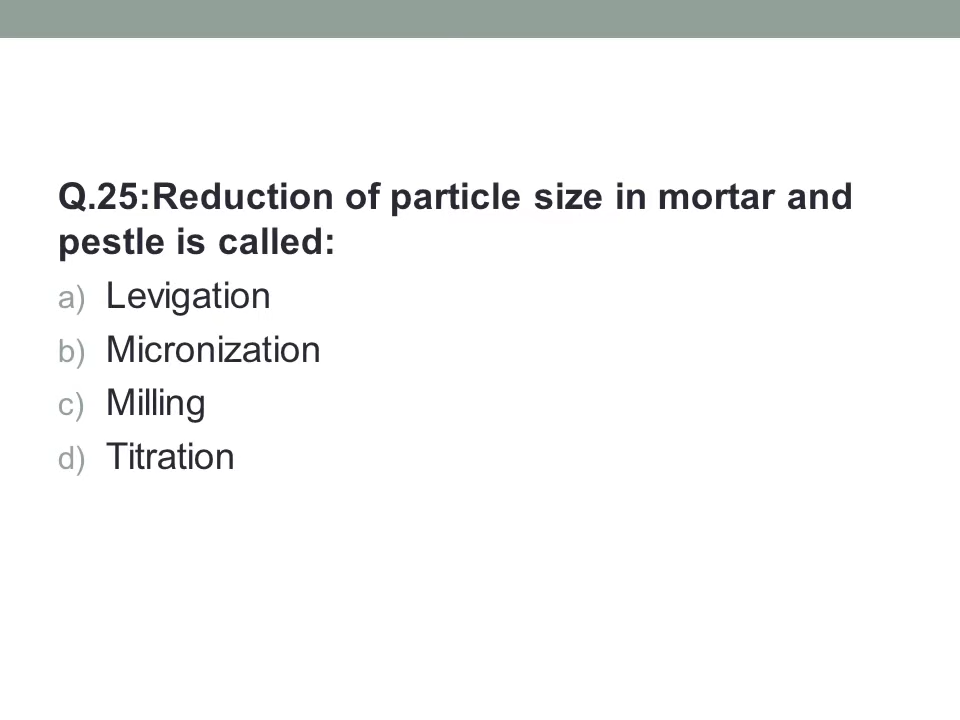 Q.25:Reduction of particle size in mortar and
pestle is called:
a) Levigation
b) Micronization
c) Milling
d) Titration